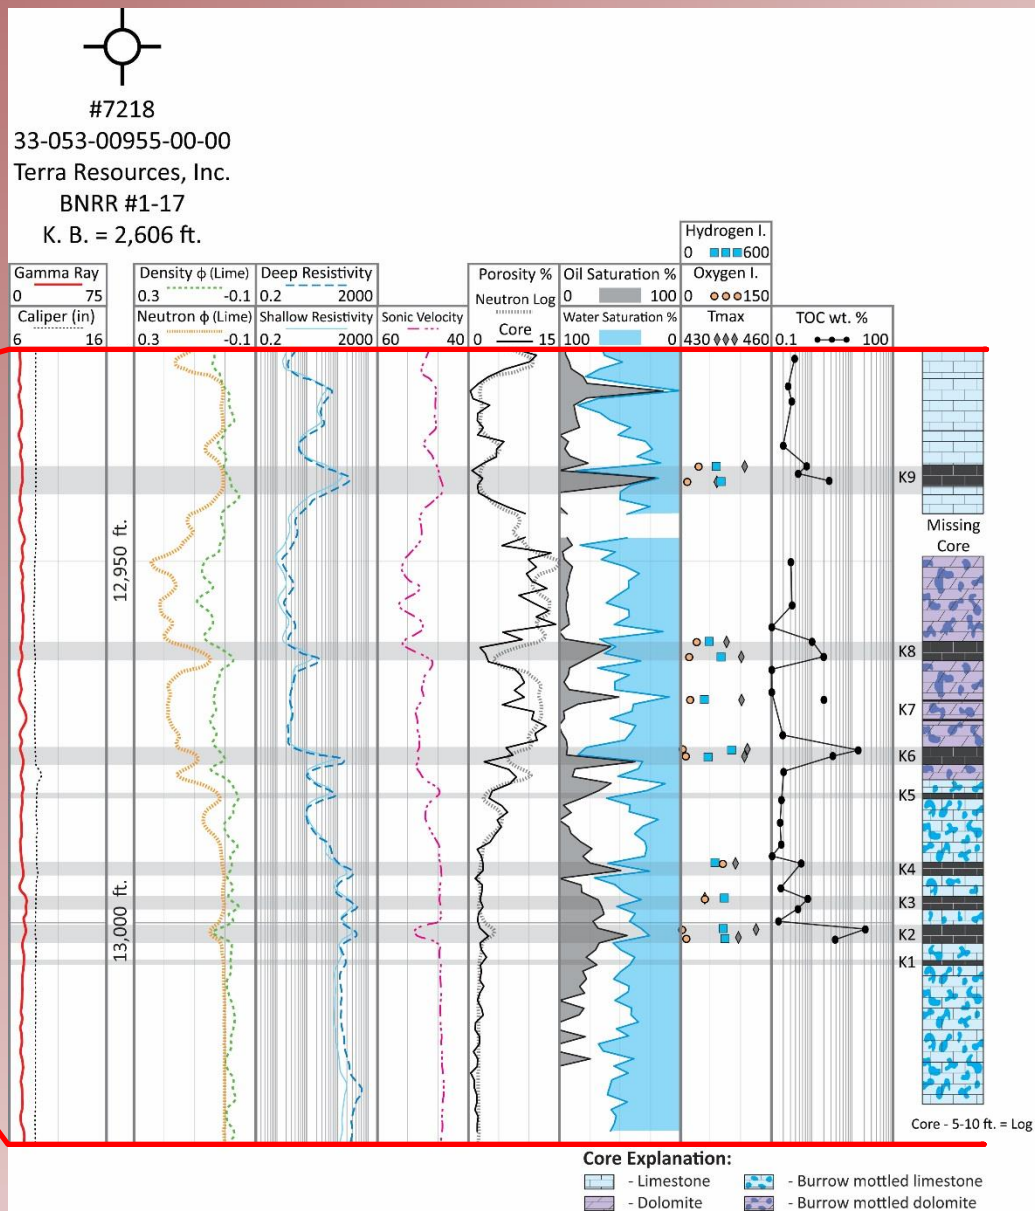 #7218
33-053-00955-00-00
Terra Resources, Inc.
BNRR #1-17
K. B. = 2,606 ft.
Hydrogen I.
0 600
Gamma Ray
0 75
Density ϕ (Lime)
0.3 -0.1
Deep Resistivity
0.2 2000
Porosity %
Neutron Log
Core
0 15
Oil Saturation %
0 100
Oxygen I.
0 150
Caliper (in)
6 16
Neutron ϕ (Lime)
0.3 -0.1
Shallow Resistivity
0.2 2000
Sonic Velocity
60 40
Water Saturation %
100 0
Tmax
430 460
TOC wt. %
0.1 100
K9
Missing
Core
12,950 ft.
K8
K7
K6
K5
K4
K3
13,000 ft.
K2
K1
Core - 5-10 ft. = Log
Core Explanation:
- Limestone
- Burrow mottled limestone
- Dolomite
- Burrow mottled dolomite